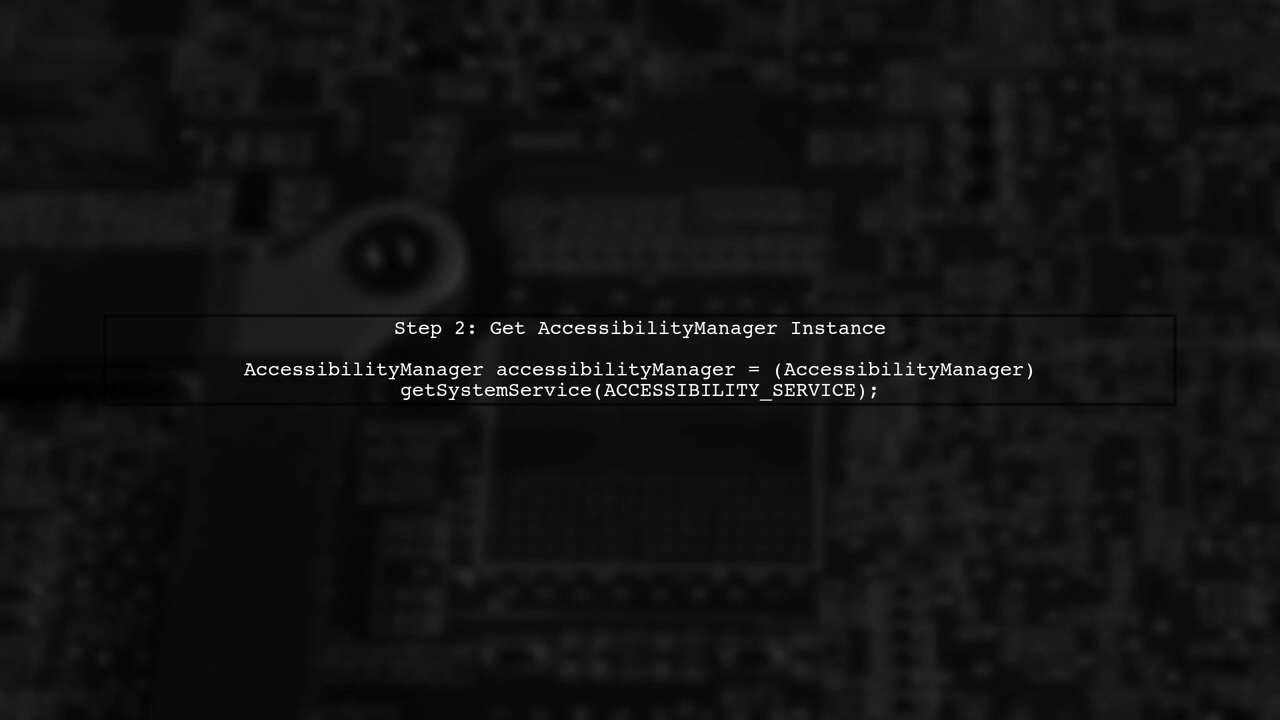 Step 2: Get AccessibilityManager Instance
AccessibilityManager accessibilityManager = (AccessibilityManager)
getSystemService(ACCESSIBILITY_SERVICE);